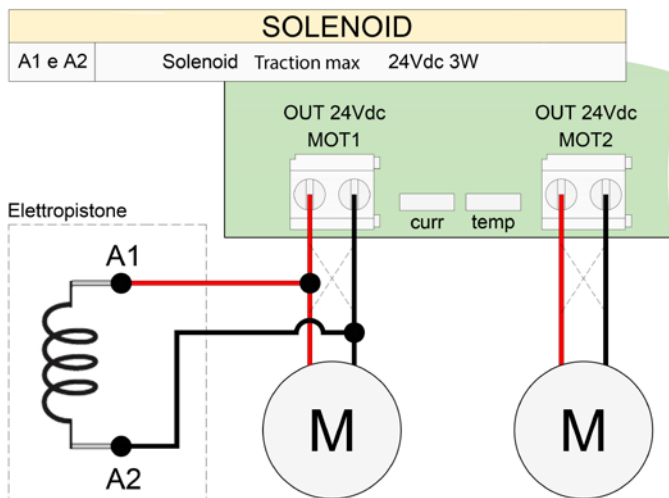 SOLENOID
A1 e A2 Solenoid Traction max 24Vdc 3W
OUT 24Vdc OUT 24Vdc
MOT1 MOT2
curr temp
Elettropistone
A1
A2
M M